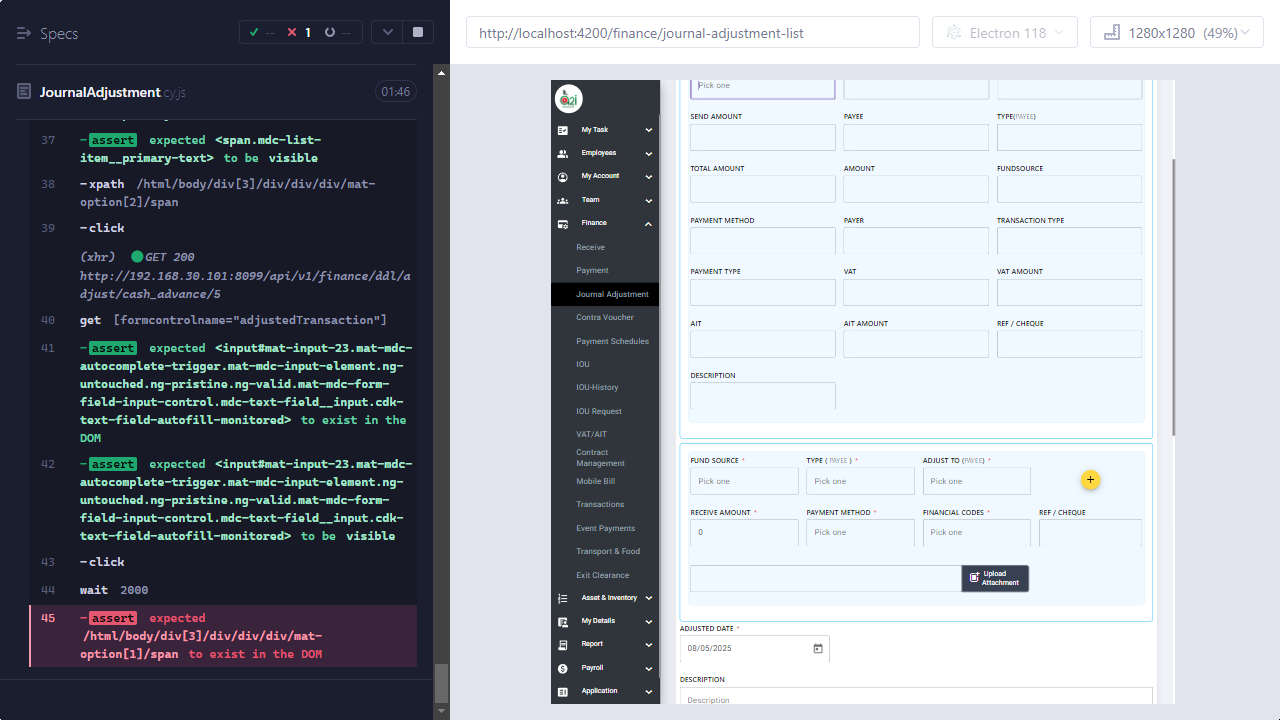 Specs
-- 1 --
JournalAdjustment.cy.js 01:46
37 -assert expected <span.mdc-list-
item__primary-text> to be visible
38 -xpath /html/body/div[3]/div/div/div/mat-
option[2]/span
39 -click
(xhr) GET 200
http://192.168.30.101:8099/api/v1/finance/ddl/a
djust/cash_advance/5
40 get [formcontrolname="adjustedTransaction"]
41 -assert expected <input#mat-input-23.mat-mdc-
autocomplete-trigger.mat-mdc-input-element.ng-
untouched.ng-pristine.ng-valid.mat-mdc-form-
field-input-control.mdc-text-field__input.cdk-
text-field-autofill-monitored> to exist in the
DOM
42 -assert expected <input#mat-input-23.mat-mdc-
autocomplete-trigger.mat-mdc-input-element.ng-
untouched.ng-pristine.ng-valid.mat-mdc-form-
field-input-control.mdc-text-field__input.cdk-
text-field-autofill-monitored> to be visible
43 -click
44 wait 2000
45 -assert expected
/html/body/div[3]/div/div/div/mat-
option[1]/span to exist in the DOM
http://localhost:4200/finance/journal-adjustment-list
Electron 118
1280x1280 (49%)
a2i
My Task
Employees
My Account
Team
Finance
Receive
Payment
Journal Adjustment
Contra Voucher
Payment Schedules
IOU
IOU-History
IOU Request
VAT/AIT
Contract
Management
Mobile Bill
Transactions
Event Payments
Transport & Food
Exit Clearance
Asset & Inventory
My Details
Report
Payroll
Application
Pick one
SEND AMOUNT PAYEE TYPE(PAYEE)
TOTAL AMOUNT AMOUNT FUNDSOURCE
PAYMENT METHOD PAYER TRANSACTION TYPE
PAYMENT TYPE VAT VAT AMOUNT
AIT AIT AMOUNT REF / CHEQUE
DESCRIPTION
FUND SOURCE * TYPE ( PAYEE ) * ADJUST TO (PAYEE) *
Pick one Pick one Pick one +
RECEIVE AMOUNT * PAYMENT METHOD * FINANCIAL CODES * REF / CHEQUE
0 Pick one Pick one
Upload
Attachment
ADJUSTED DATE *
08/05/2025
DESCRIPTION
Description